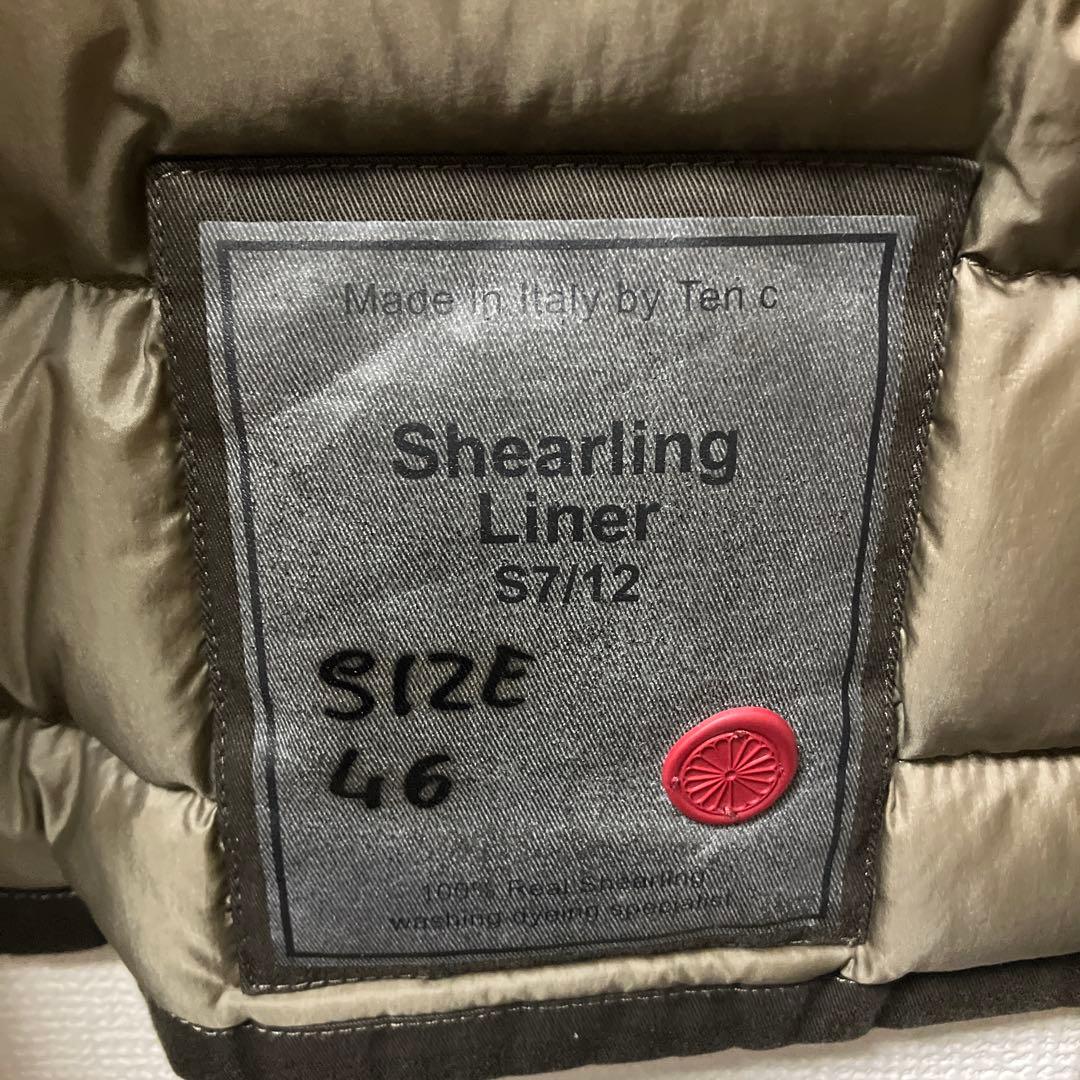 Made in Italy by Ten c
Shearling
Liner
S7/12
SIZE
46
100% Real Shearling
washing dyeing specialist